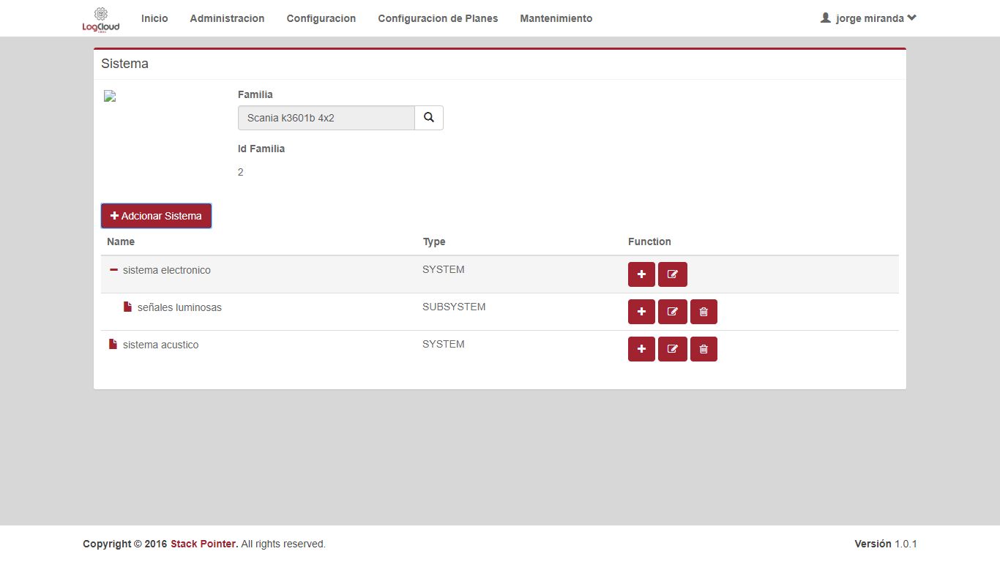 LogCloud
Inicio Administracion Configuracion Configuracion de Planes Mantenimiento jorge miranda
Sistema
Familia
Scania k3601b 4x2
Id Familia
2
Adcionar Sistema
Name Type Function
sistema electronico SYSTEM
señales luminosas SUBSYSTEM
sistema acustico SYSTEM
Copyright © 2016 Stack Pointer. All rights reserved. Versión 1.0.1